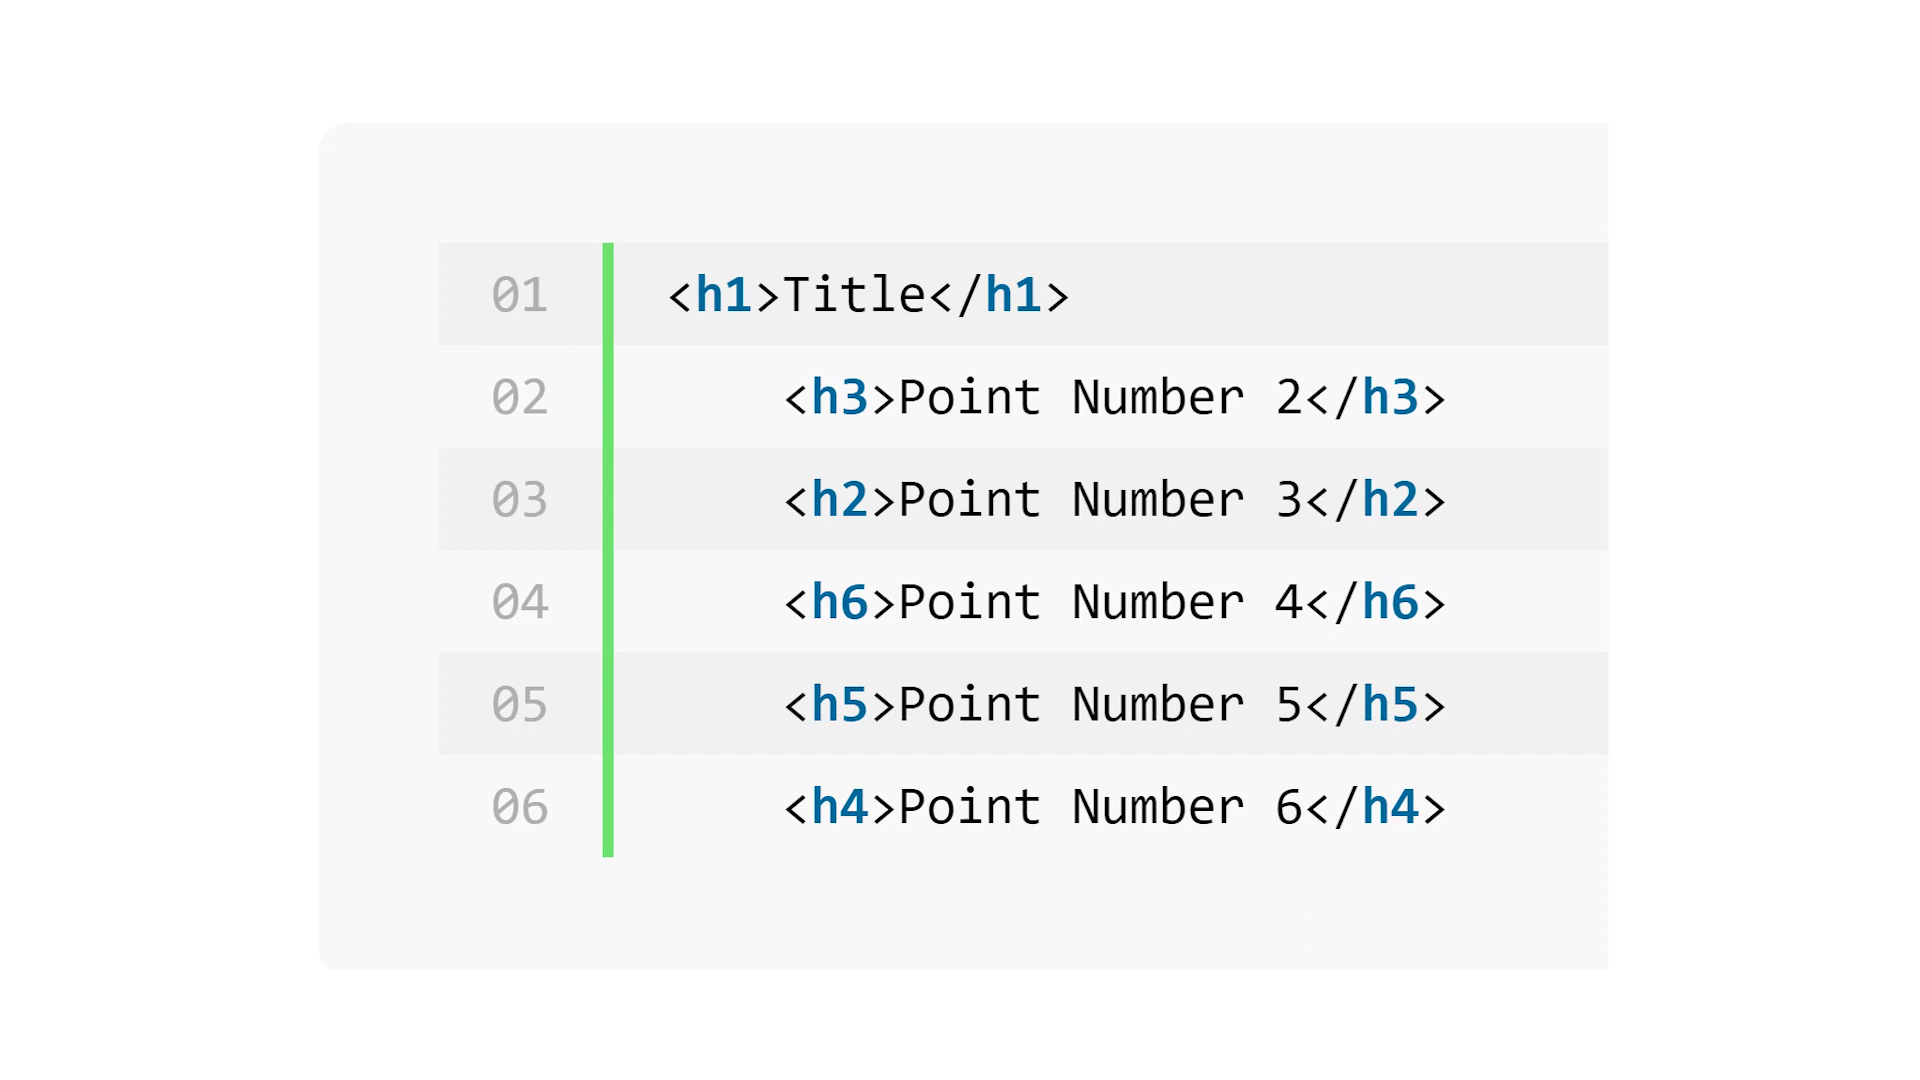 01 <h1>Title</h1>
02 <h3>Point Number 2</h3>
03 <h2>Point Number 3</h2>
04 <h6>Point Number 4</h6>
05 <h5>Point Number 5</h5>
06 <h4>Point Number 6</h4>